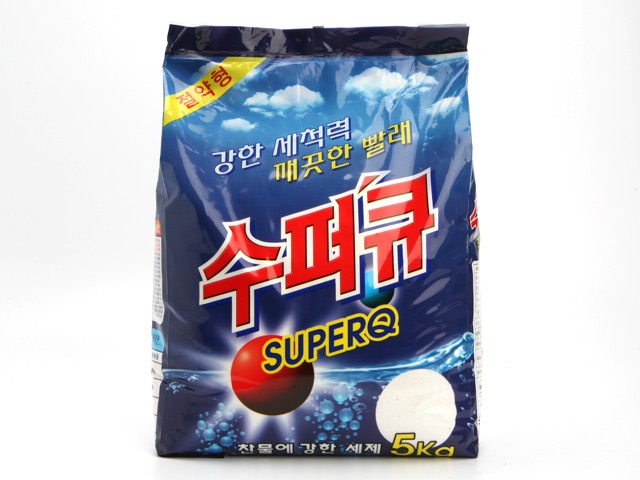 절약형
강한 세척력
깨끗한 빨래
수퍼큐
SUPERQ
찬물에 강한 세제 5Kg